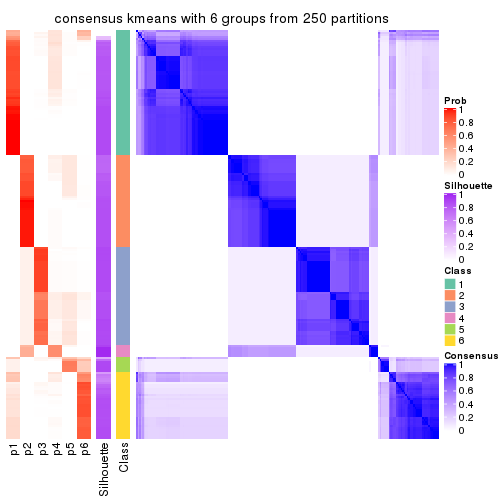 consensus kmeans with 6 groups from 250 partitions
Prob
1
0.8
0.6
0.4
0.2
0
Silhouette
1
0.8
0.6
0.4
0.2
0
Class
1
2
3
4
5
6
Consensus
1
0.8
0.6
0.4
0.2
0
p1
p2
p3
p4
p5
p6
Silhouette
Class